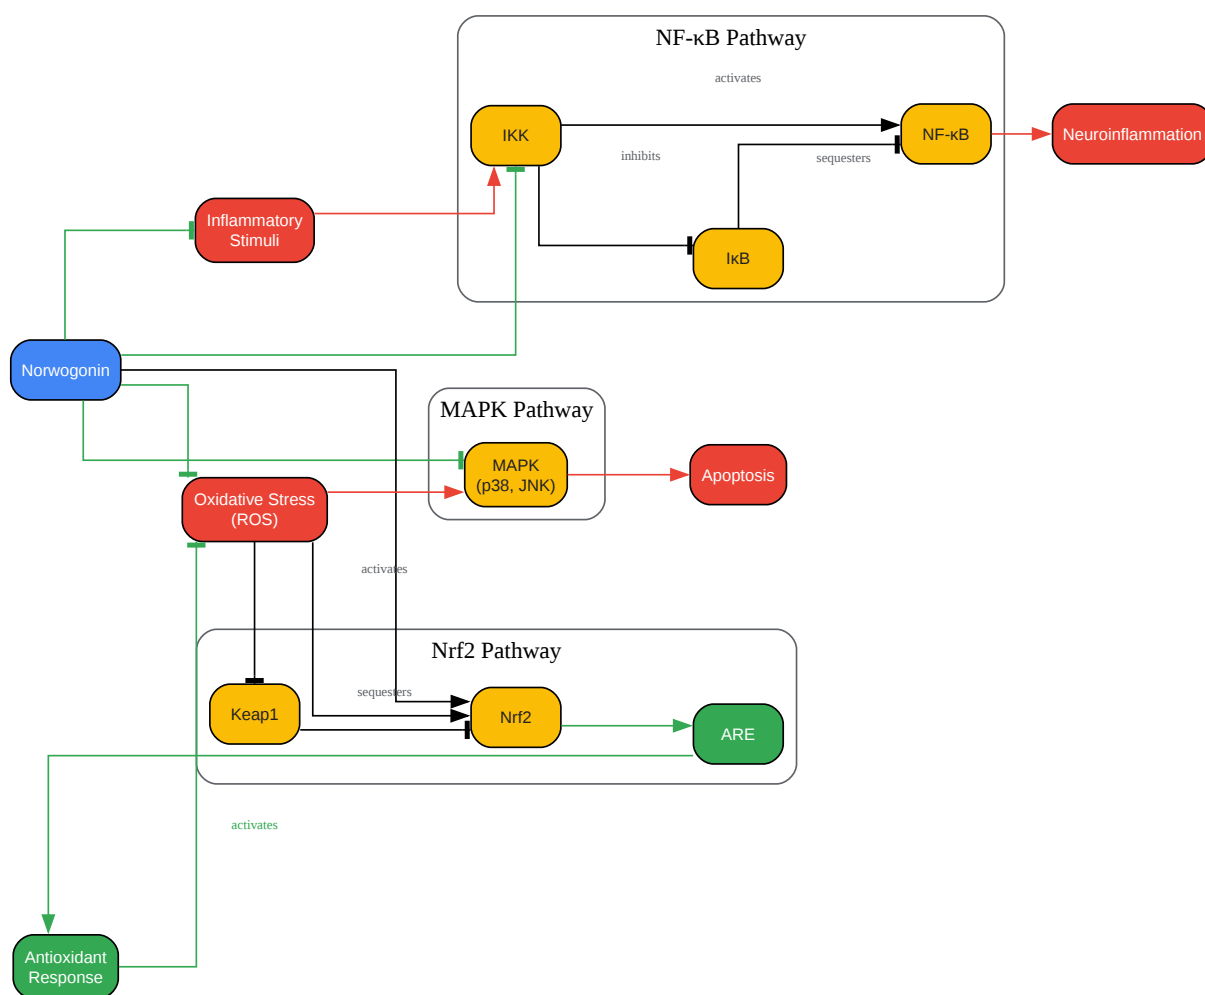 NF-κB Pathway
activates
IKK
NF-κB
Neuroinflammation
inhibits
sequesters
Inflammatory
Stimuli
IκB
Norwogonin
MAPK Pathway
MAPK
(p38, JNK)
Apoptosis
Oxidative Stress
(ROS)
activates
Nrf2 Pathway
sequesters
Keap1
Nrf2
ARE
activates
Antioxidant
Response